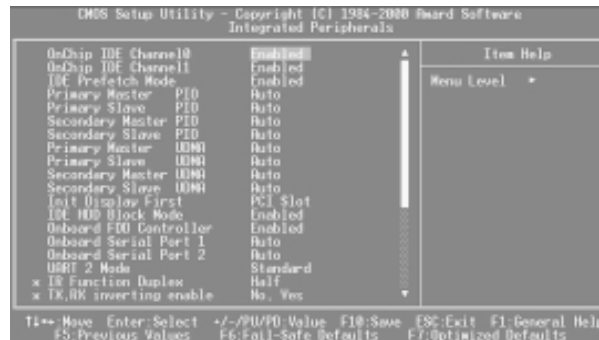 CMOS Setup Utility - Copyright (C) 1984-2000 Award Software
Integrated Peripherals
OnChip IDE Channel0 Enabled
OnChip IDE Channel1 Enabled
IDE Prefetch Mode Enabled
Primary Master PIO Auto
Primary Slave PIO Auto
Secondary Master PIO Auto
Secondary Slave PIO Auto
Primary Master UDMA Auto
Primary Slave UDMA Auto
Secondary Master UDMA Auto
Secondary Slave UDMA Auto
Init Display First PCI Slot
IDE HDD Block Mode Enabled
Onboard FDD Controller Enabled
Onboard Serial Port 1 Auto
Onboard Serial Port 2 Auto
UART 2 Mode Standard
x IR Function Duplex Half
x TX,RX inverting enable No, Yes
Item Help
Menu Level ►
↑↓→← Move Enter:Select +/-/PU/PD:Value F10:Save ESC:Exit F1:General Help
F5:Previous Values F6:Fail-Safe Defaults F7:Optimized Defaults